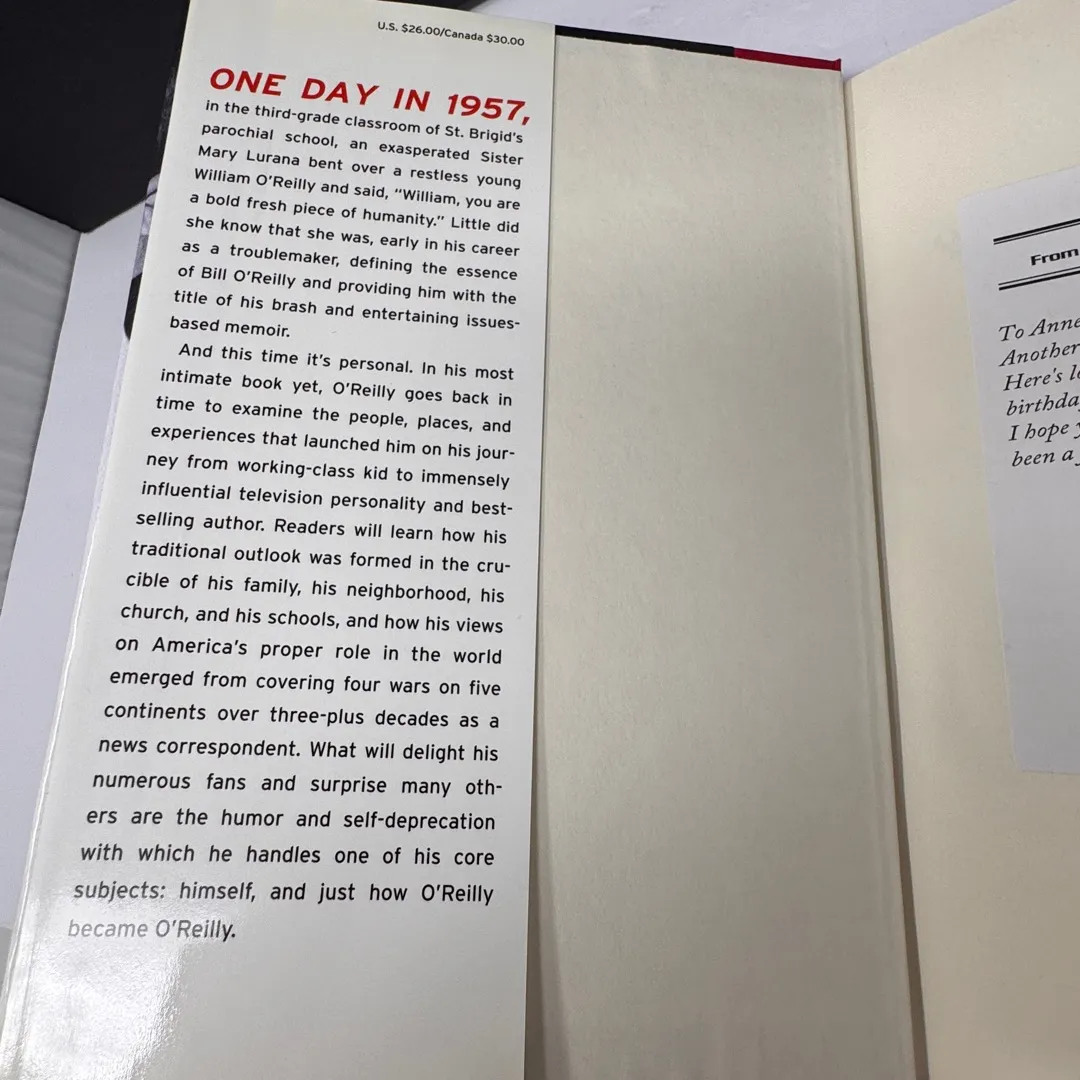 U.S. $26.00/Canada $30.00
ONE DAY IN 1957,
in the third-grade classroom of St. Brigid's
parochial school, an exasperated Sister
Mary Lurana bent over a restless young
William O'Reilly and said, “William, you are
a bold fresh piece of humanity.” Little did
she know that she was, early in his career
as a troublemaker, defining the essence
of Bill O'Reilly and providing him with the
title of his brash and entertaining issues-
based memoir.
And this time it's personal. In his most
intimate book yet, O'Reilly goes back in
time to examine the people, places, and
experiences that launched him on his jour-
ney from working-class kid to immensely
influential television personality and best-
selling author. Readers will learn how his
traditional outlook was formed in the cru-
cible of his family, his neighborhood, his
church, and his schools, and how his views
on America's proper role in the world
emerged from covering four wars on five
continents over three-plus decades as a
news correspondent. What will delight his
numerous fans and surprise many oth-
ers are the humor and self-deprecation
with which he handles one of his core
subjects: himself, and just how O'Reilly
became O'Reilly.
From
To Anne
Another
Here's
birthda
I hope
been a